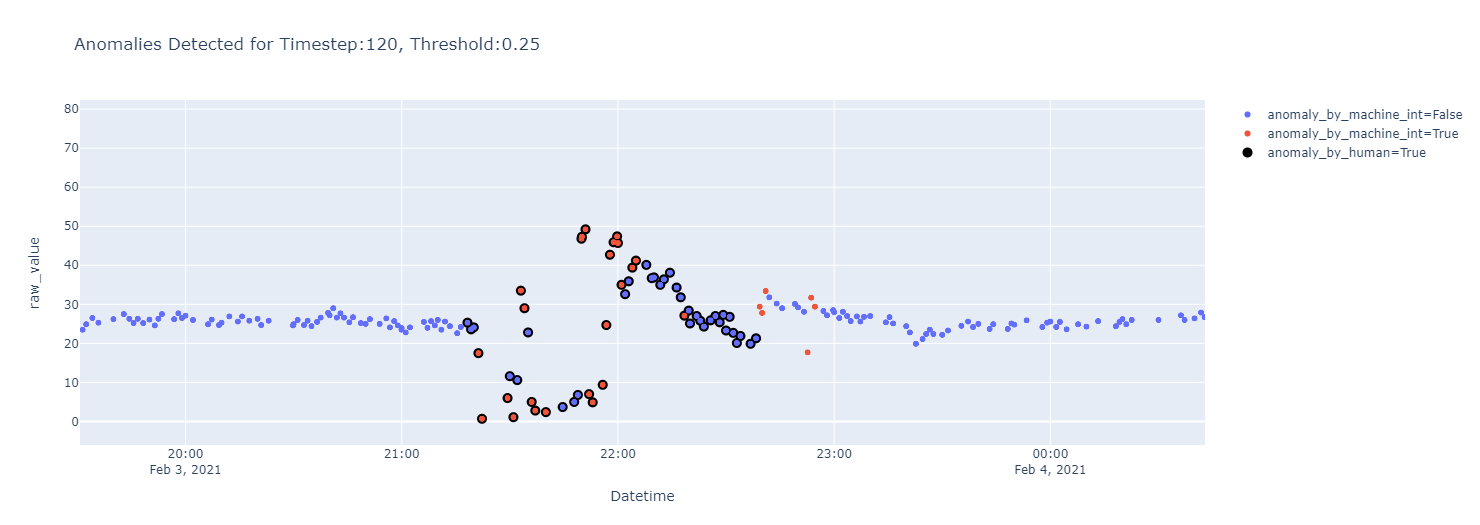 Anomalies Detected for Timestep:120, Threshold:0.25
80
70
60
50
40
30
20
10
0
raw_value
20:00
Feb 3, 2021
21:00
22:00
23:00
00:00
Feb 4, 2021
Datetime
anomaly_by_machine_int=False
anomaly_by_machine_int=True
anomaly_by_human=True